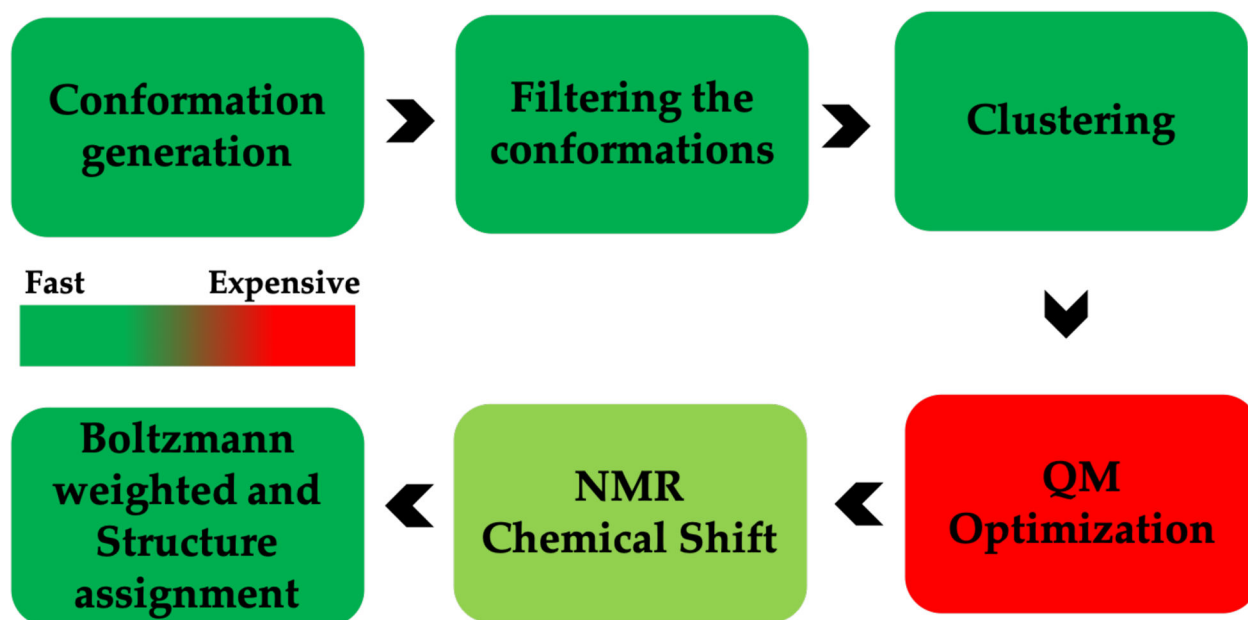 Conformation
generation
Filtering the
conformations
Clustering
Fast
Expensive
QM
Optimization
NMR
Chemical Shift
Boltzmann
weighted and
Structure
assignment